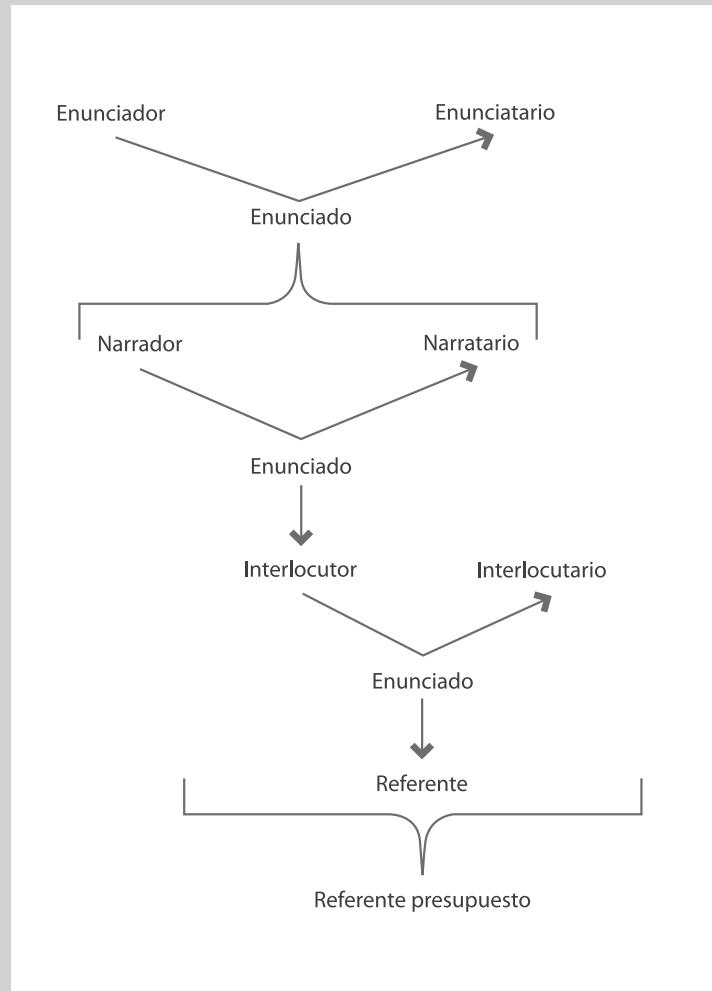 Enunciador Enunciatario
Enunciado
Narrador Narratario
Enunciado
Interlocutor Interlocutario
Enunciado
Referente
Referente presupuesto